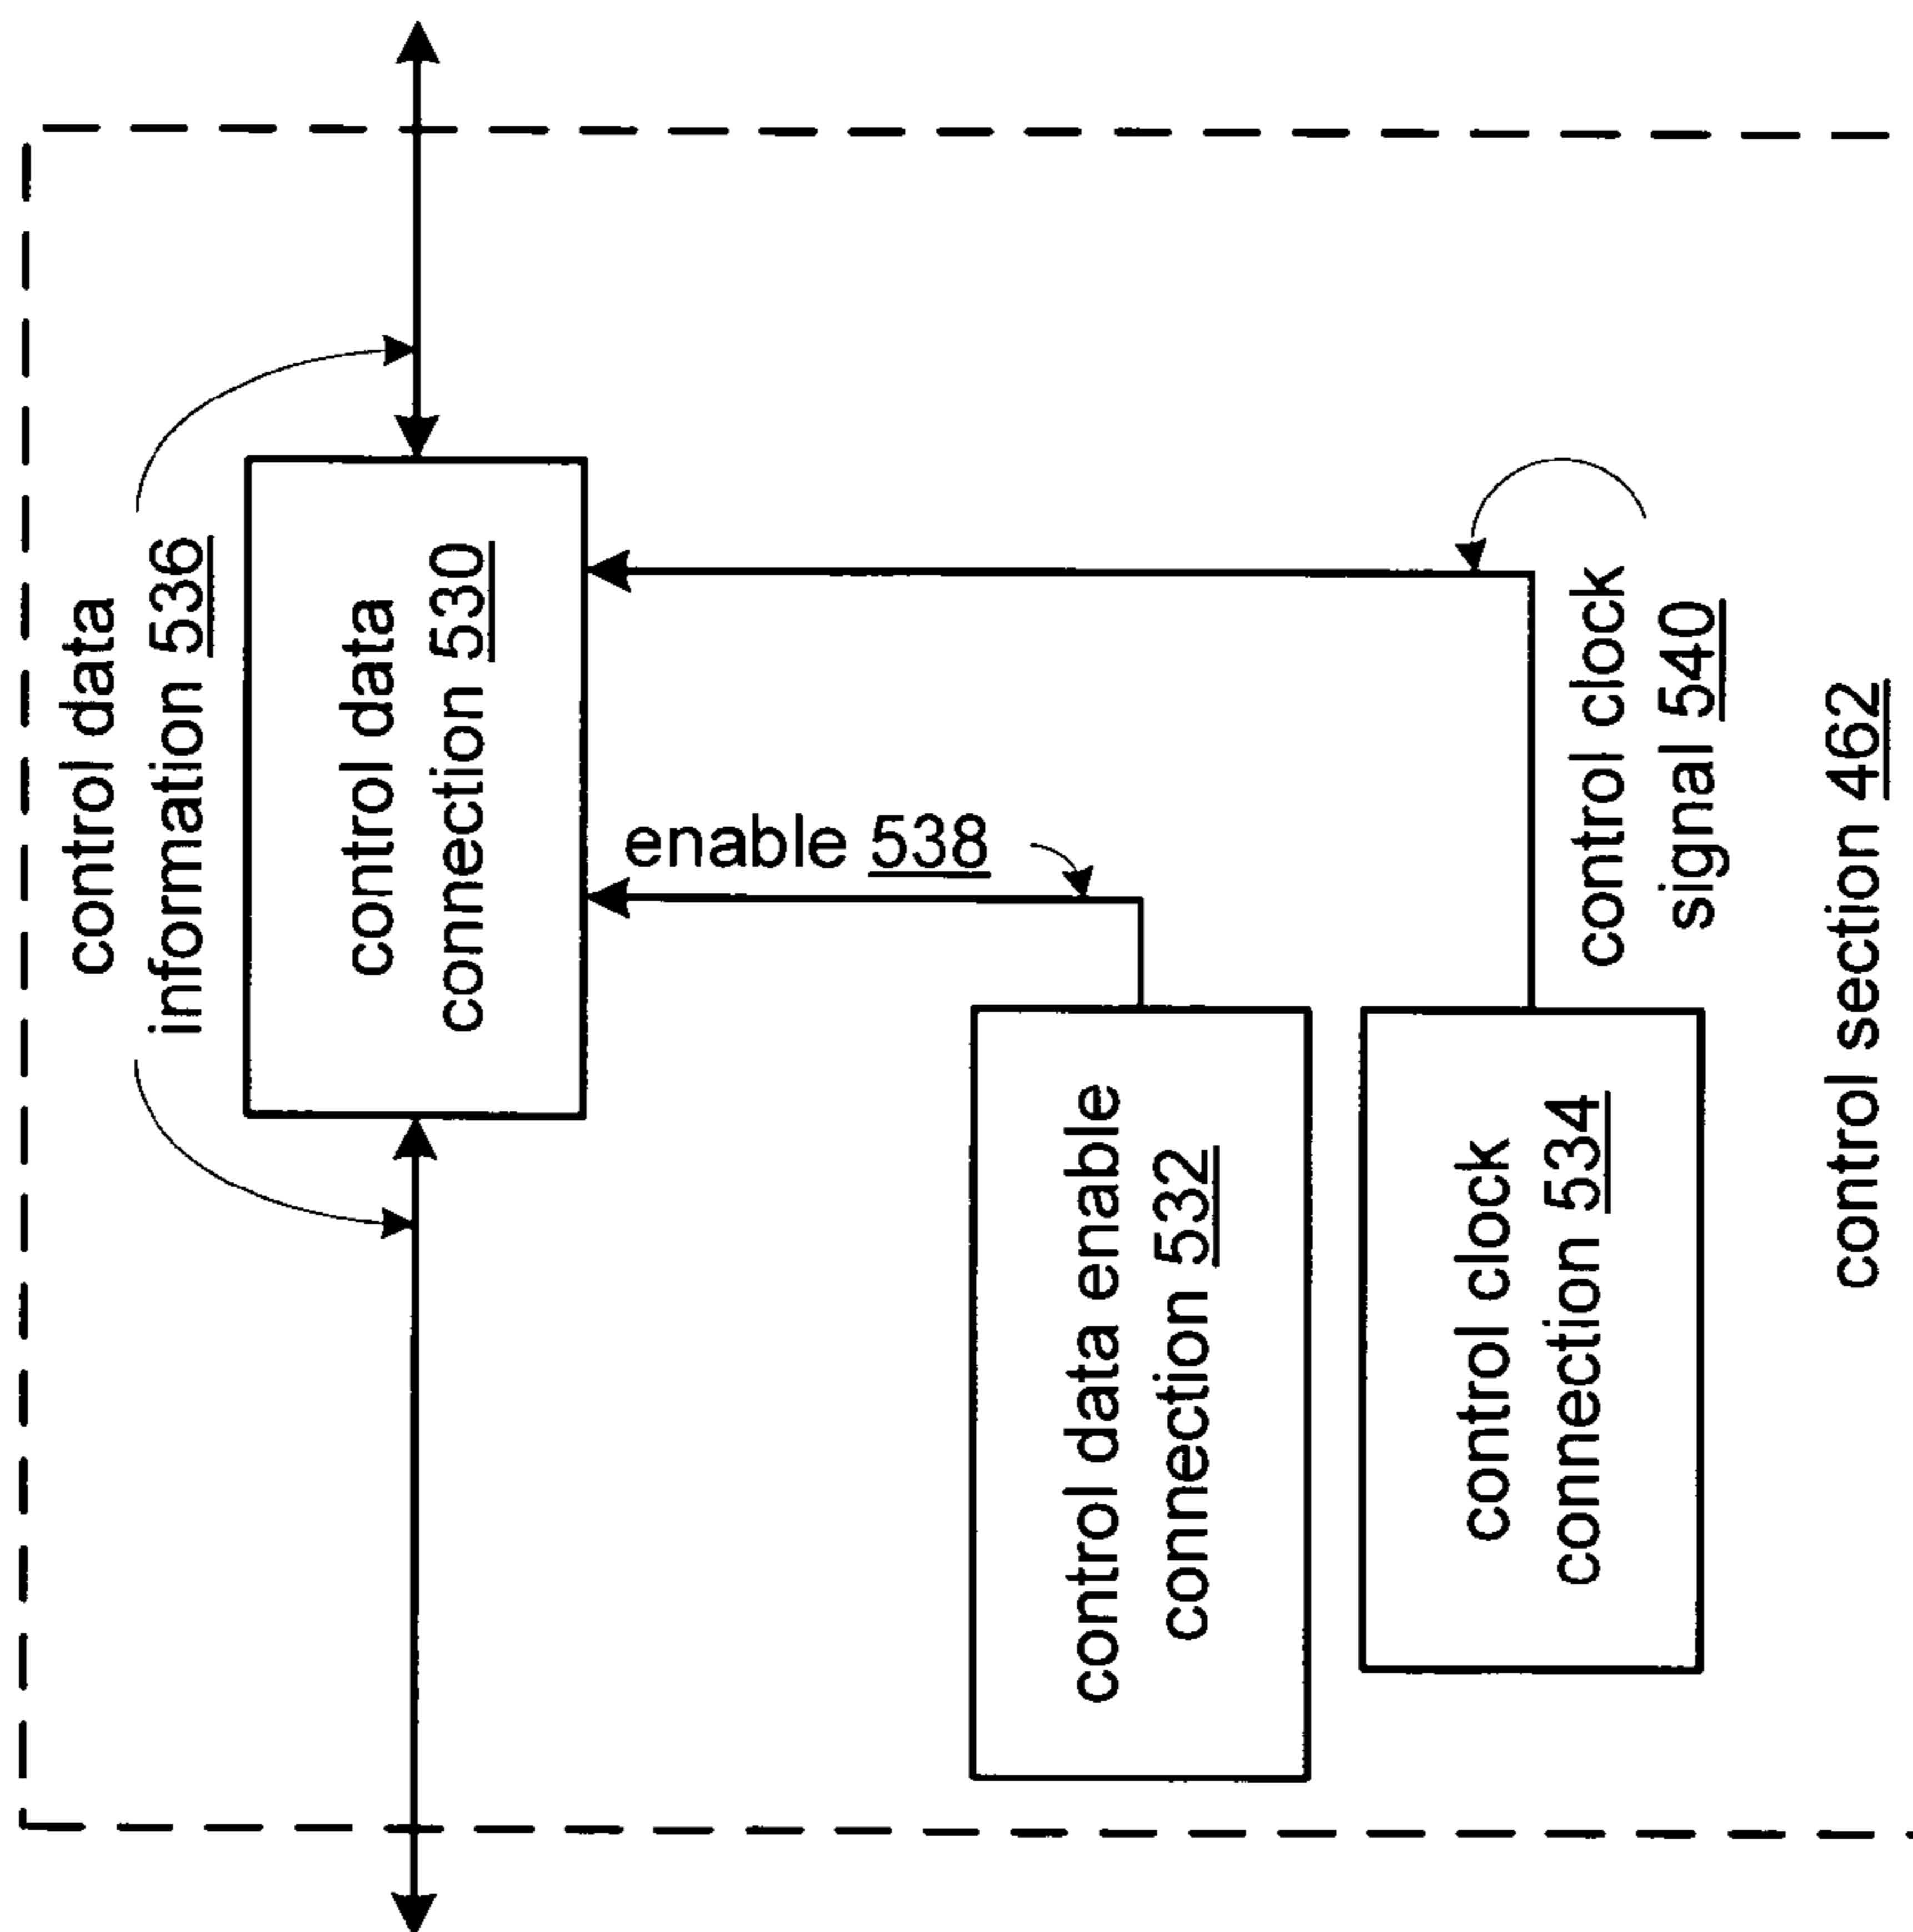 control data
information 536
control data
connection 530
enable 538
control data enable
connection 532
control clock
connection 534
control clock
signal 540
control section 462